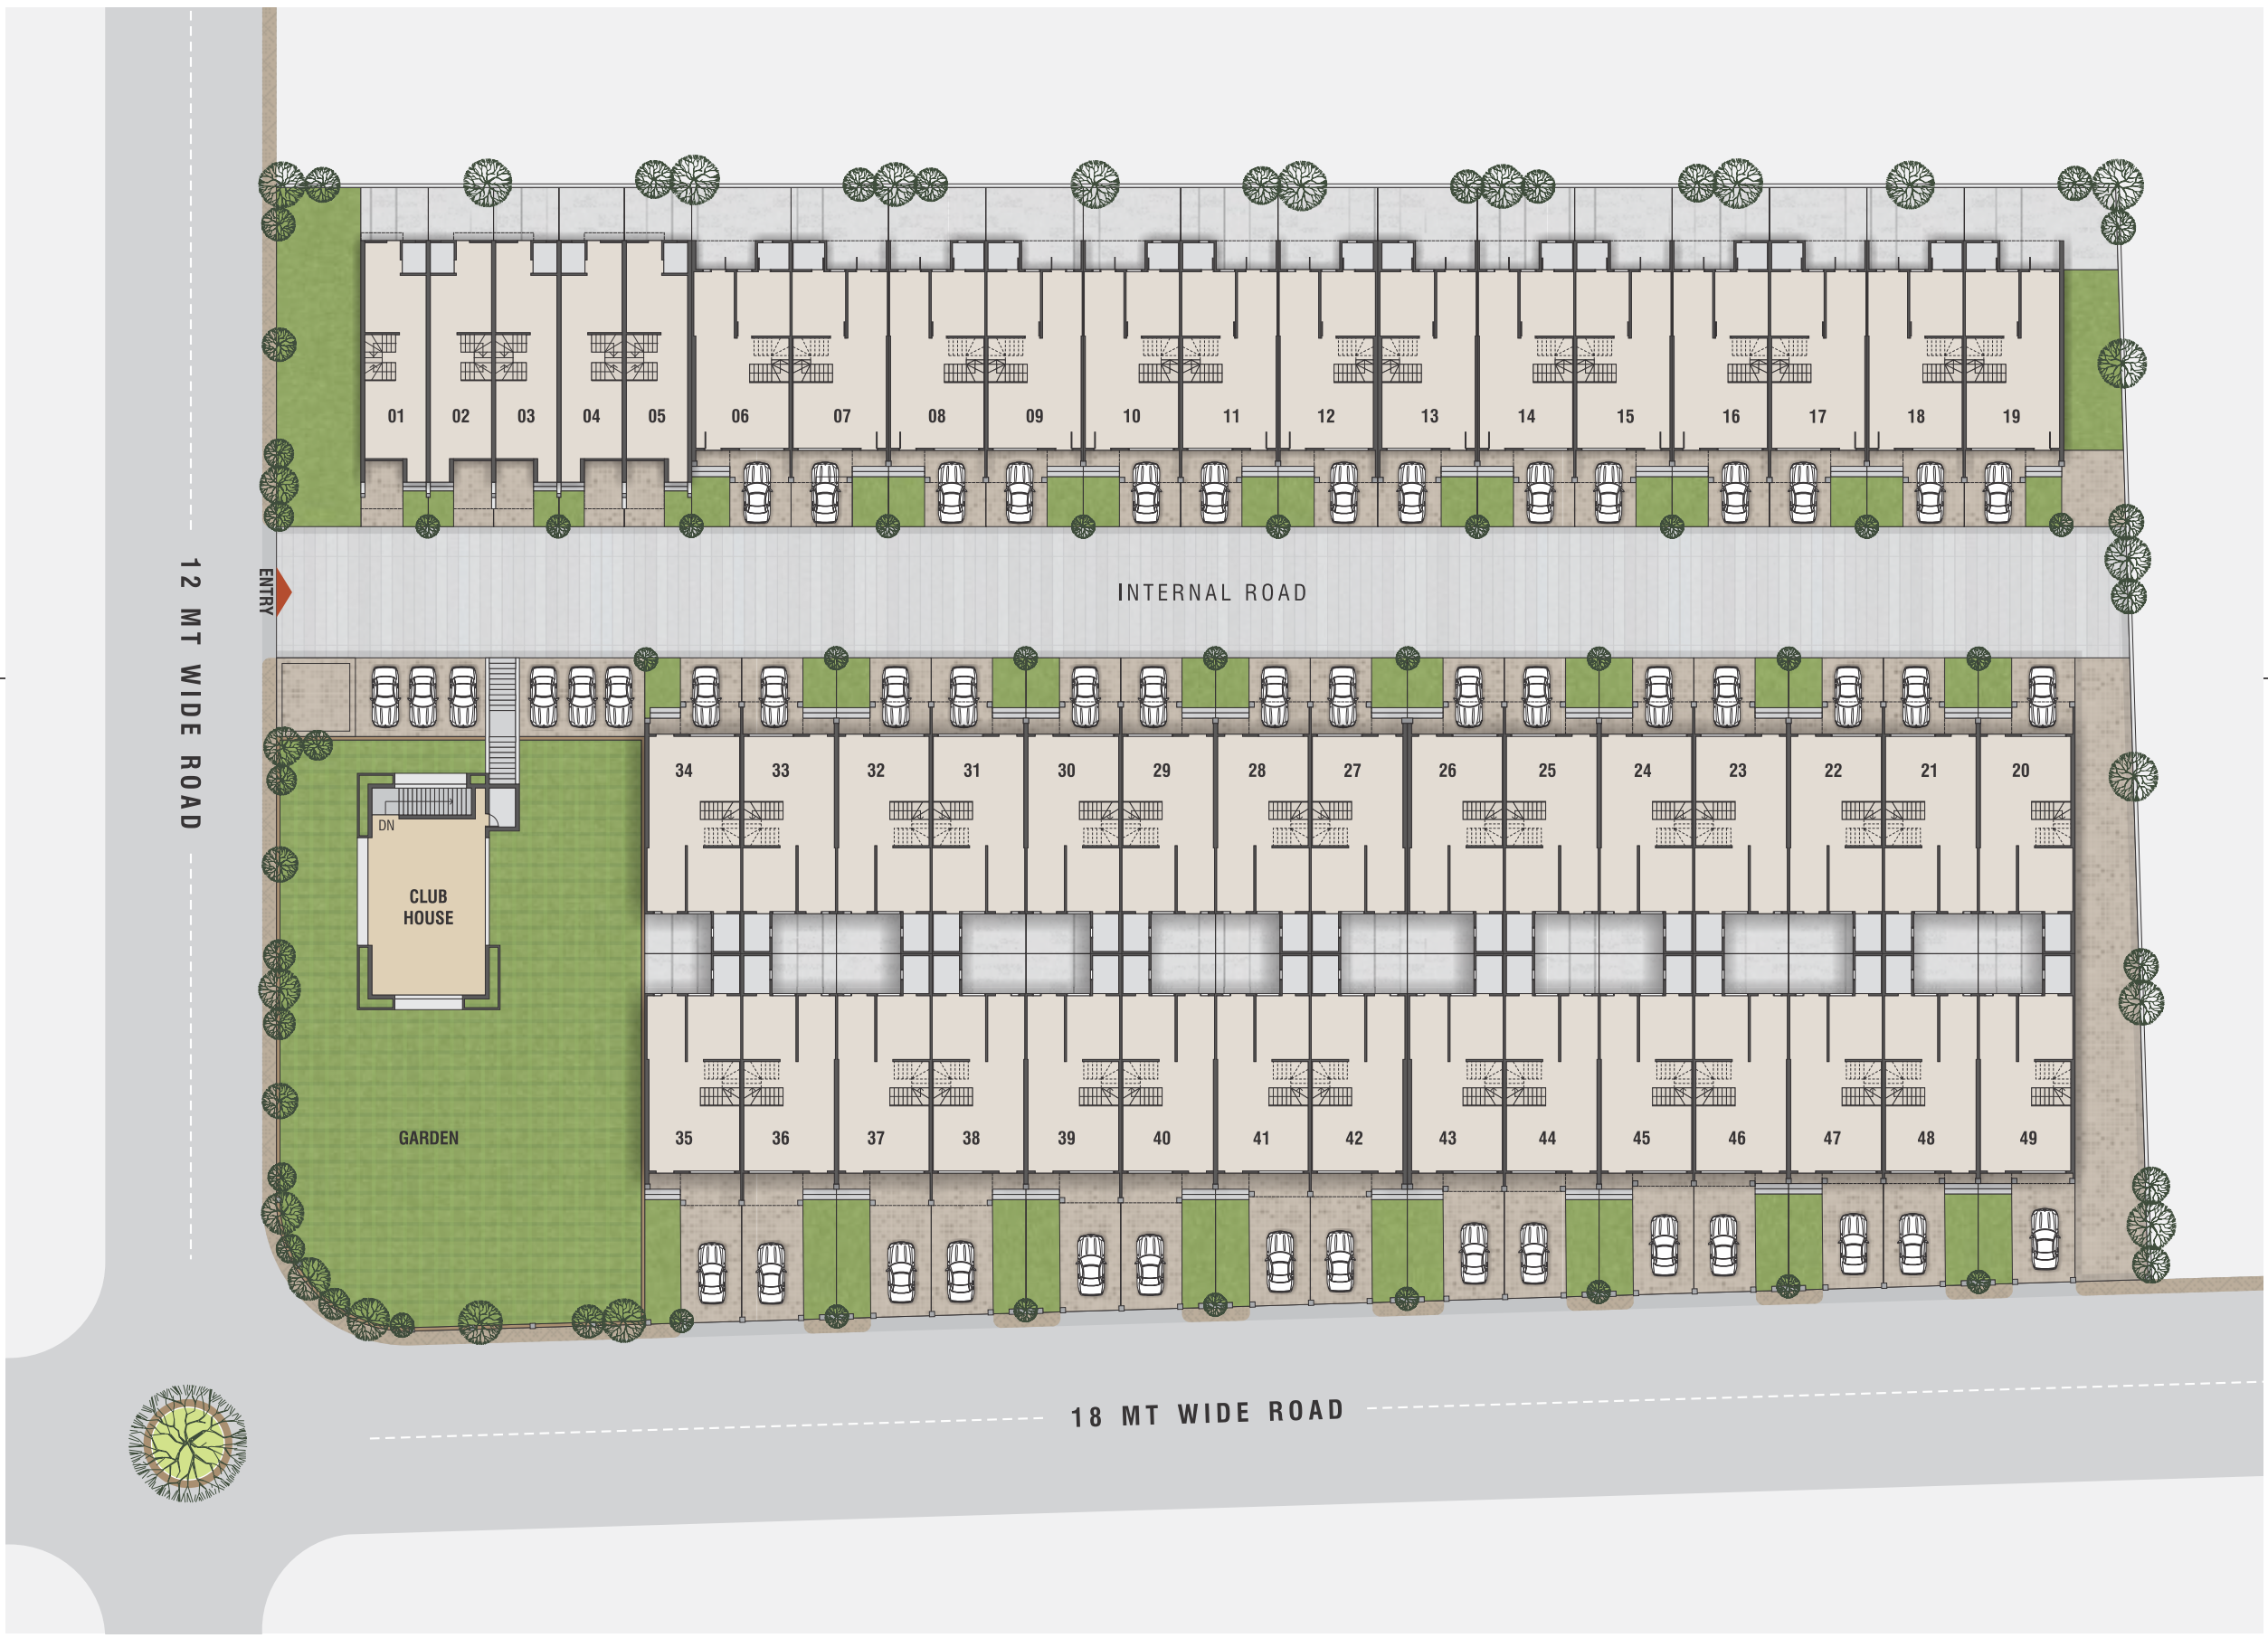 01 02 03 04 05 06 07 08 09 10 11 12 13 14 15 16 17 18 19
12 MT WIDE ROAD
ENTRY
INTERNAL ROAD
34 33 32 31 30 29 28 27 26 25 24 23 22 21 20
DN
CLUB
HOUSE
GARDEN
35 36 37 38 39 40 41 42 43 44 45 46 47 48 49
18 MT WIDE ROAD